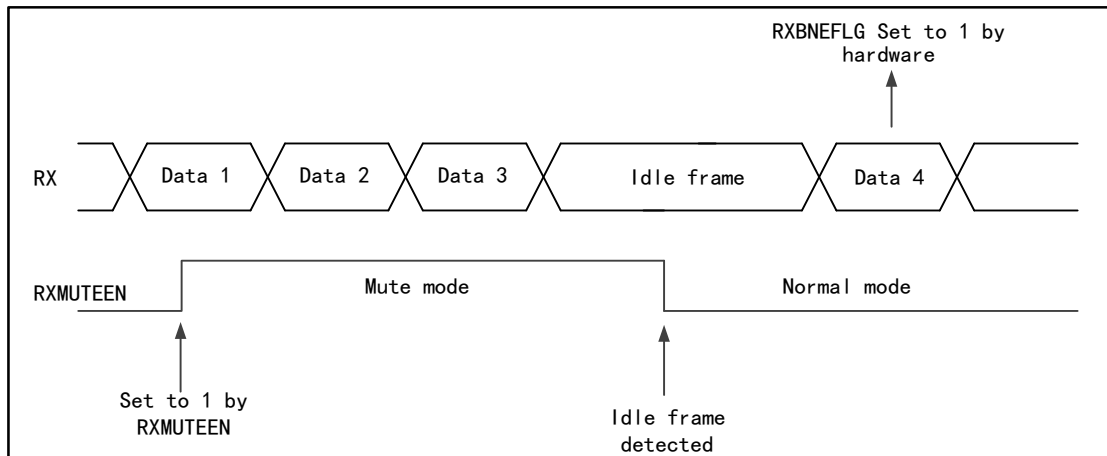 RXBNEFLG Set to 1 by
hardware
RX
Data 1
Data 2
Data 3
Idle frame
Data 4
RXMUTEEN
Mute mode
Normal mode
Set to 1 by
RXMUTEEN
Idle frame
detected